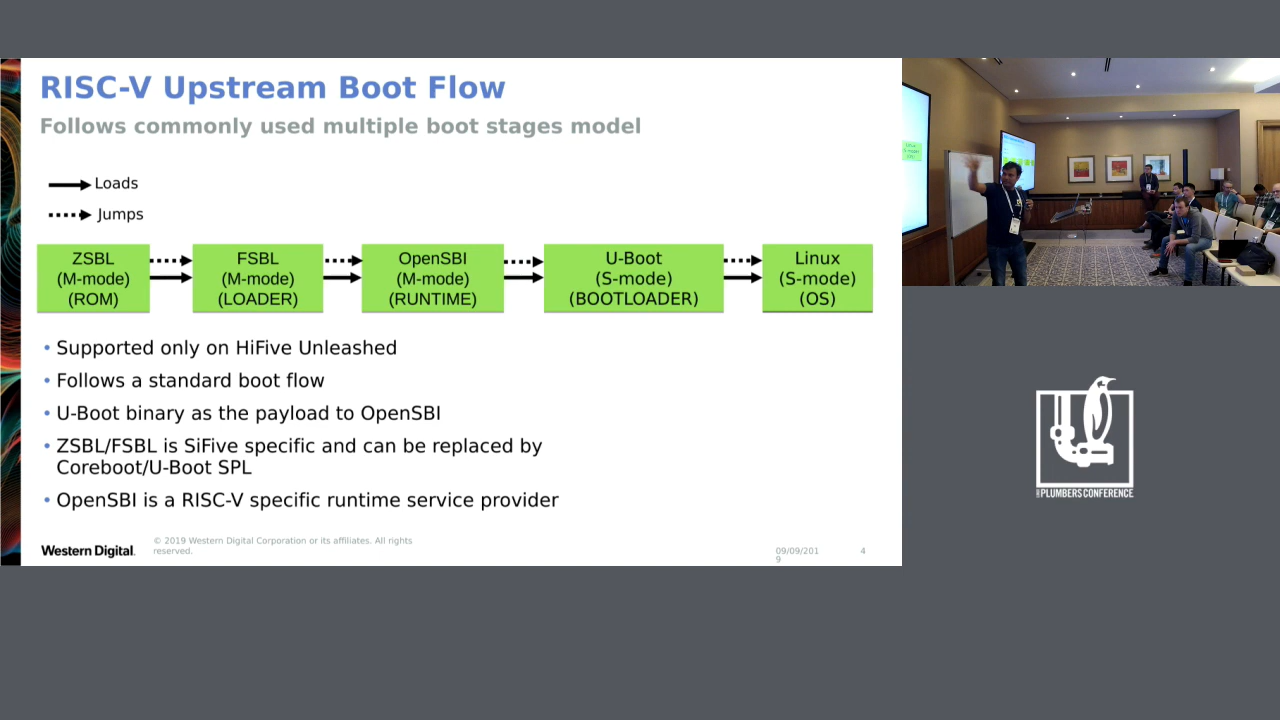 RISC-V Upstream Boot Flow
Follows commonly used multiple boot stages model
Loads
Jumps
ZSBL
(M-mode)
(ROM)
FSBL
(M-mode)
(LOADER)
OpenSBI
(M-mode)
(RUNTIME)
U-Boot
(S-mode)
(BOOTLOADER)
Linux
(S-mode)
(OS)
• Supported only on HiFive Unleashed
• Follows a standard boot flow
• U-Boot binary as the payload to OpenSBI
• ZSBL/FSBL is SiFive specific and can be replaced by
Coreboot/U-Boot SPL
• OpenSBI is a RISC-V specific runtime service provider
Western Digital.
© 2019 Western Digital Corporation or its affiliates. All rights
reserved.
09/09/201
9
4
PLUMBERS CONFERENCE